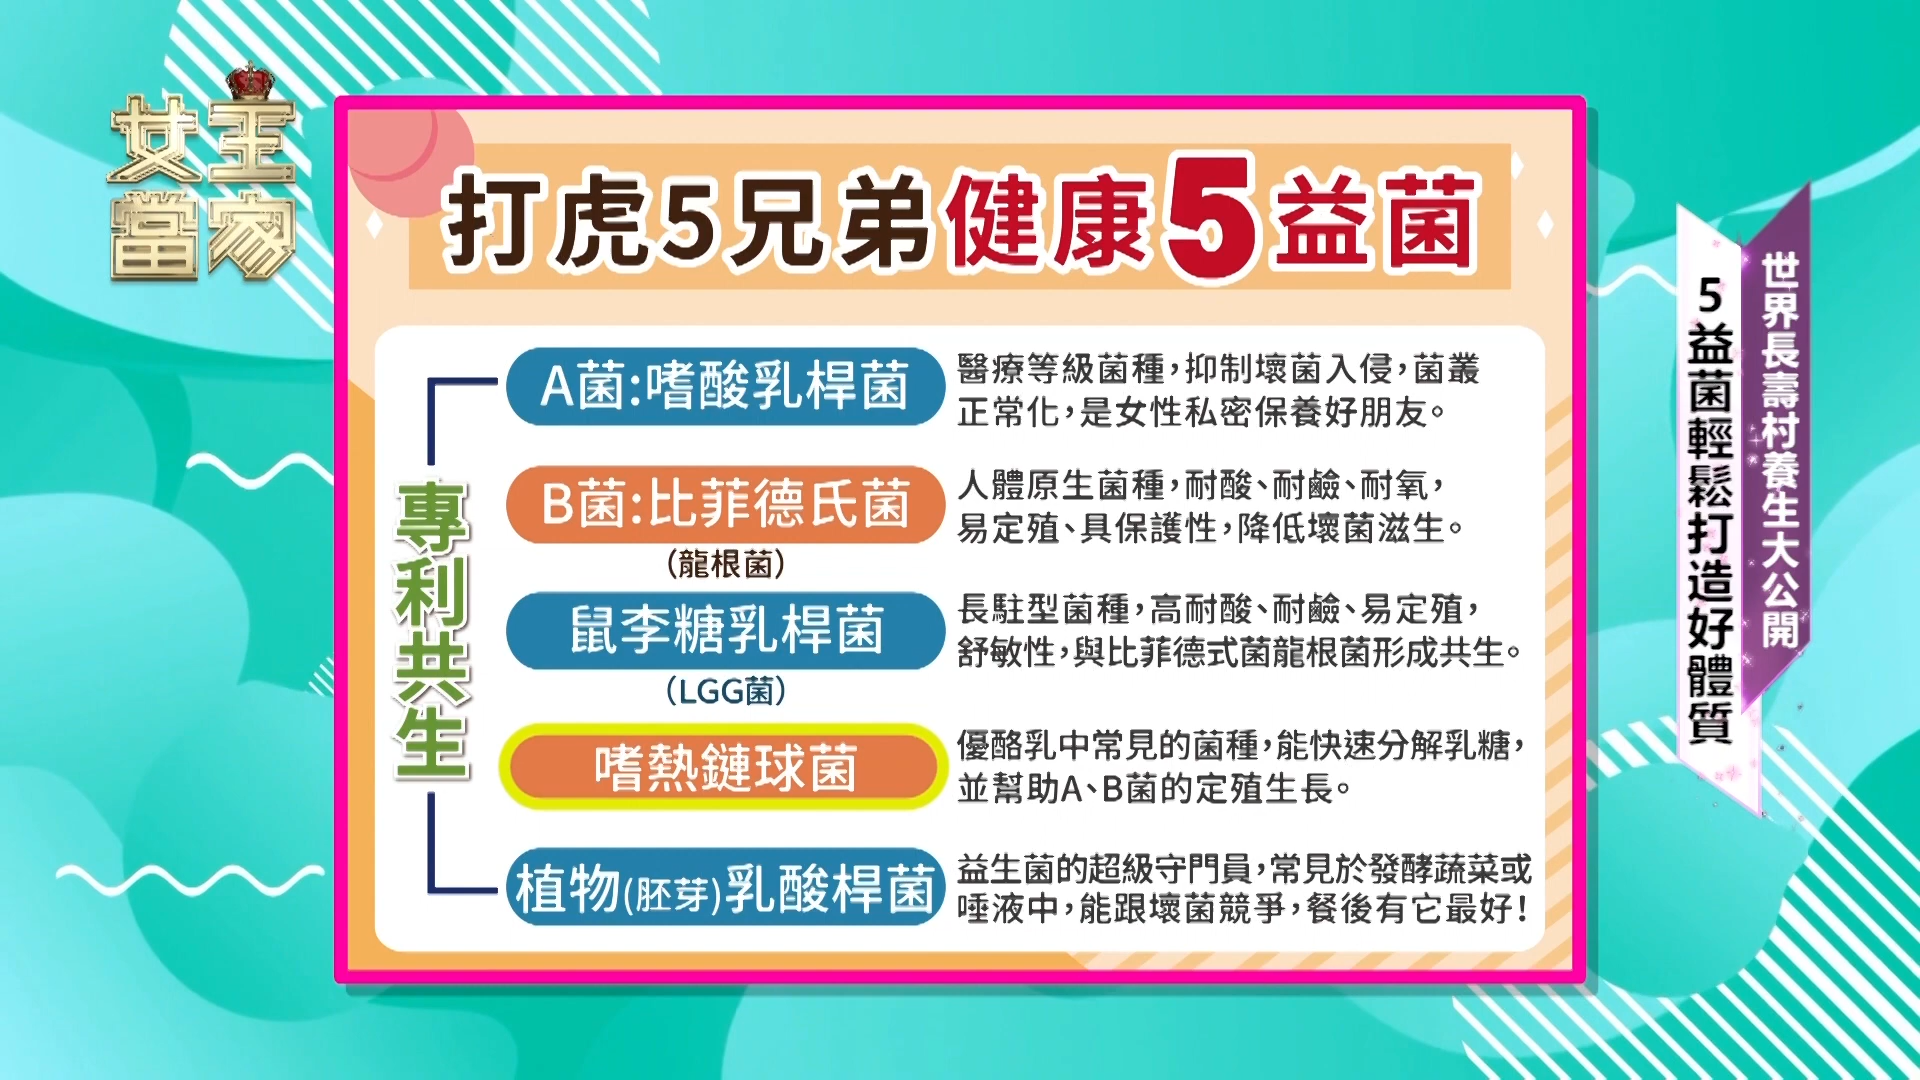 女王
當家
打虎5兄弟健康5益菌
專利共生
A菌:嗜酸乳桿菌
醫療等級菌種,抑制壞菌入侵,菌叢
正常化,是女性私密保養好朋友。
B菌:比菲德氏菌
(龍根菌)
人體原生菌種,耐酸、耐鹼、耐氧,
易定殖、具保護性,降低壞菌滋生。
鼠李糖乳桿菌
(LGG菌)
長駐型菌種,高耐酸、耐鹼、易定殖,
舒敏性,與比菲德式菌龍根菌形成共生。
嗜熱鏈球菌
優酪乳中常見的菌種,能快速分解乳糖,
並幫助A、B菌的定殖生長。
植物(胚芽)乳酸桿菌
益生菌的超級守門員,常見於發酵蔬菜或
唾液中,能跟壞菌競爭,餐後有它最好!
世界長壽村養生大公開
5益菌輕鬆打造好體質